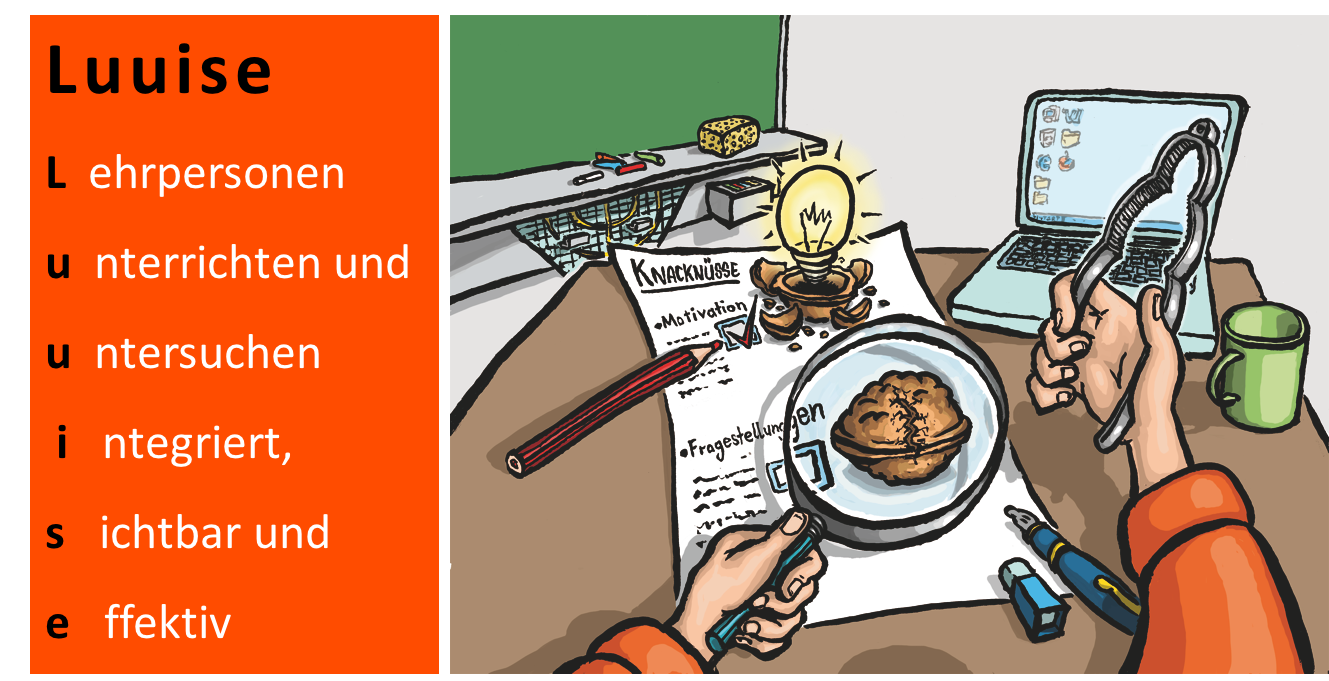 Luuise
L ehrpersonen
u nterrichten und
u ntersuchen
i ntegriert,
s ichtbar und
e ffektiv
KNACKNÜSSE
•Motivation
•Fragestellungen